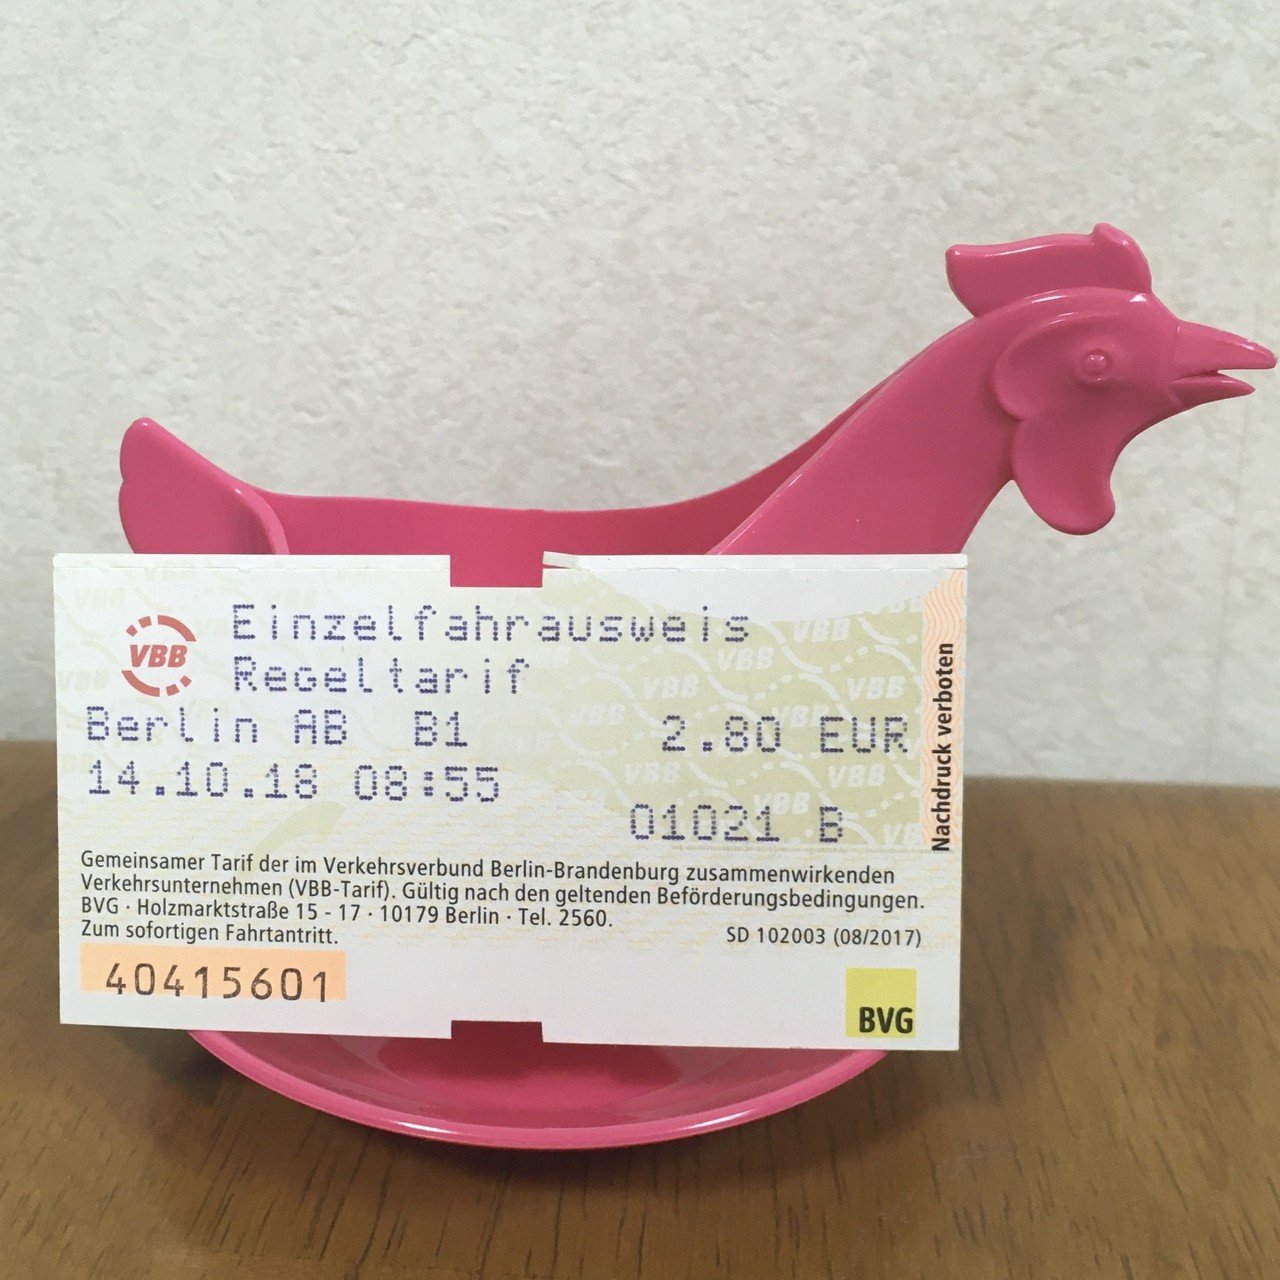 VBB
Einzelfahrausweis
Regeltarif
Berlin AB B1 2.80 EUR
14.10.18 08:55
01021 B
Nachdruck verboten
Gemeinsamer Tarif der im Verkehrsverbund Berlin-Brandenburg zusammenwirkenden
Verkehrsunternehmen (VBB-Tarif). Gültig nach den geltenden Beförderungsbedingungen.
BVG · Holzmarktstraße 15 - 17 · 10179 Berlin · Tel. 2560.
Zum sofortigen Fahrtantritt. SD 102003 (08/2017)
40415601
BVG